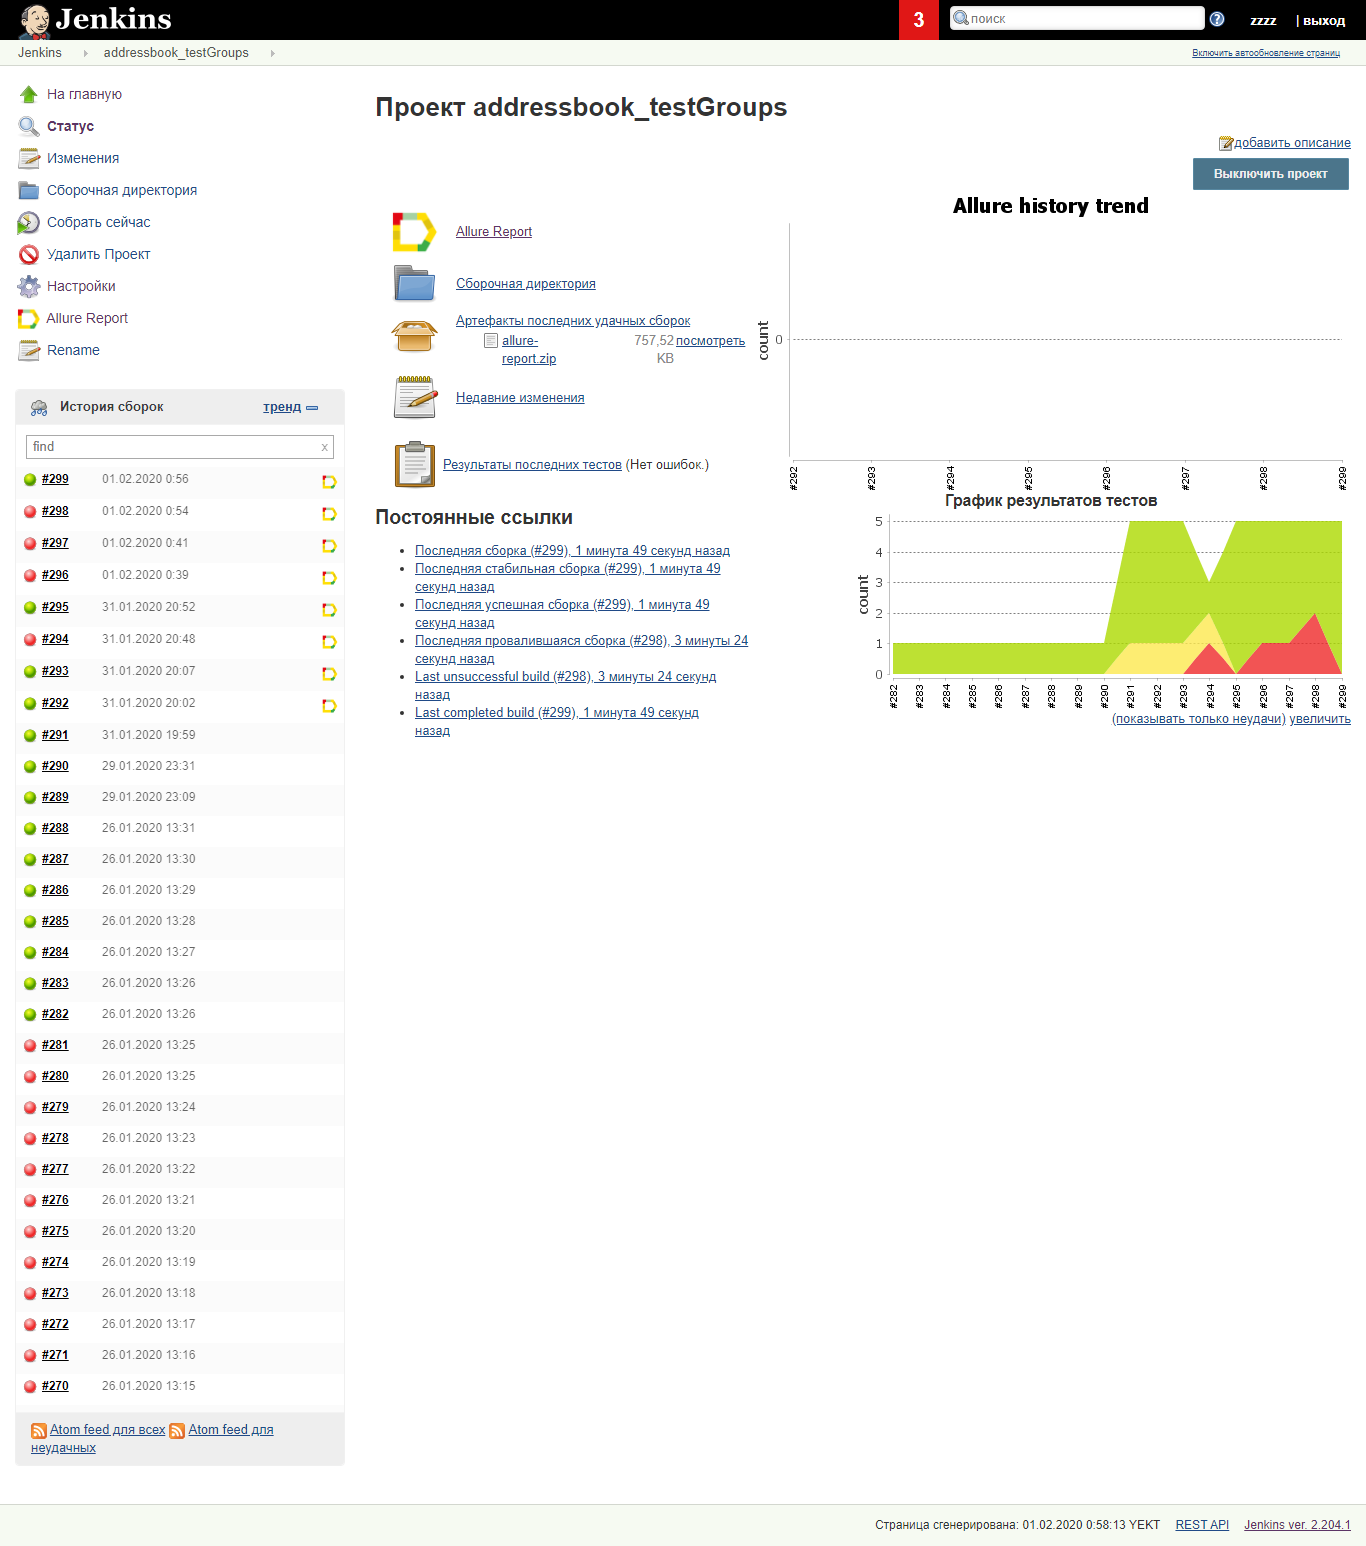 Jenkins
3
поиск
zzzz
| выход
Jenkins
addressbook_testGroups
Включить автообновление страниц
На главную
Статус
Изменения
Сборочная директория
Собрать сейчас
Удалить Проект
Настройки
Allure Report
Rename
История сборок
тренд
find
x
#299 01.02.2020 0:56
#298 01.02.2020 0:54
#297 01.02.2020 0:41
#296 01.02.2020 0:39
#295 31.01.2020 20:52
#294 31.01.2020 20:48
#293 31.01.2020 20:07
#292 31.01.2020 20:02
#291 31.01.2020 19:59
#290 29.01.2020 23:31
#289 29.01.2020 23:09
#288 26.01.2020 13:31
#287 26.01.2020 13:30
#286 26.01.2020 13:29
#285 26.01.2020 13:28
#284 26.01.2020 13:27
#283 26.01.2020 13:26
#282 26.01.2020 13:26
#281 26.01.2020 13:25
#280 26.01.2020 13:25
#279 26.01.2020 13:24
#278 26.01.2020 13:23
#277 26.01.2020 13:22
#276 26.01.2020 13:21
#275 26.01.2020 13:20
#274 26.01.2020 13:19
#273 26.01.2020 13:18
#272 26.01.2020 13:17
#271 26.01.2020 13:16
#270 26.01.2020 13:15
Atom feed для всех Atom feed для
неудачных
Проект addressbook_testGroups
добавить описание
Выключить проект
Allure Report
Сборочная директория
Артефакты последних удачных сборок
allure-
report.zip
757,52
KB
посмотреть
Недавние изменения
Результаты последних тестов (Нет ошибок.)
Постоянные ссылки
Последняя сборка (#299), 1 минута 49 секунд назад
Последняя стабильная сборка (#299), 1 минута 49
секунд назад
Последняя успешная сборка (#299), 1 минута 49
секунд назад
Последняя провалившаяся сборка (#298), 3 минуты 24
секунд назад
Last unsuccessful build (#298), 3 минуты 24 секунд
назад
Last completed build (#299), 1 минута 49 секунд
назад
Allure history trend
count
0
#292
#293
#294
#295
#296
#297
#298
#299
График результатов тестов
count
5
4
3
2
1
0
#282
#283
#284
#285
#286
#287
#288
#289
#290
#291
#292
#293
#294
#295
#296
#297
#298
#299
(показывать только неудачи) увеличить
Страница сгенерирована: 01.02.2020 0:58:13 YEKT
REST API
Jenkins ver. 2.204.1